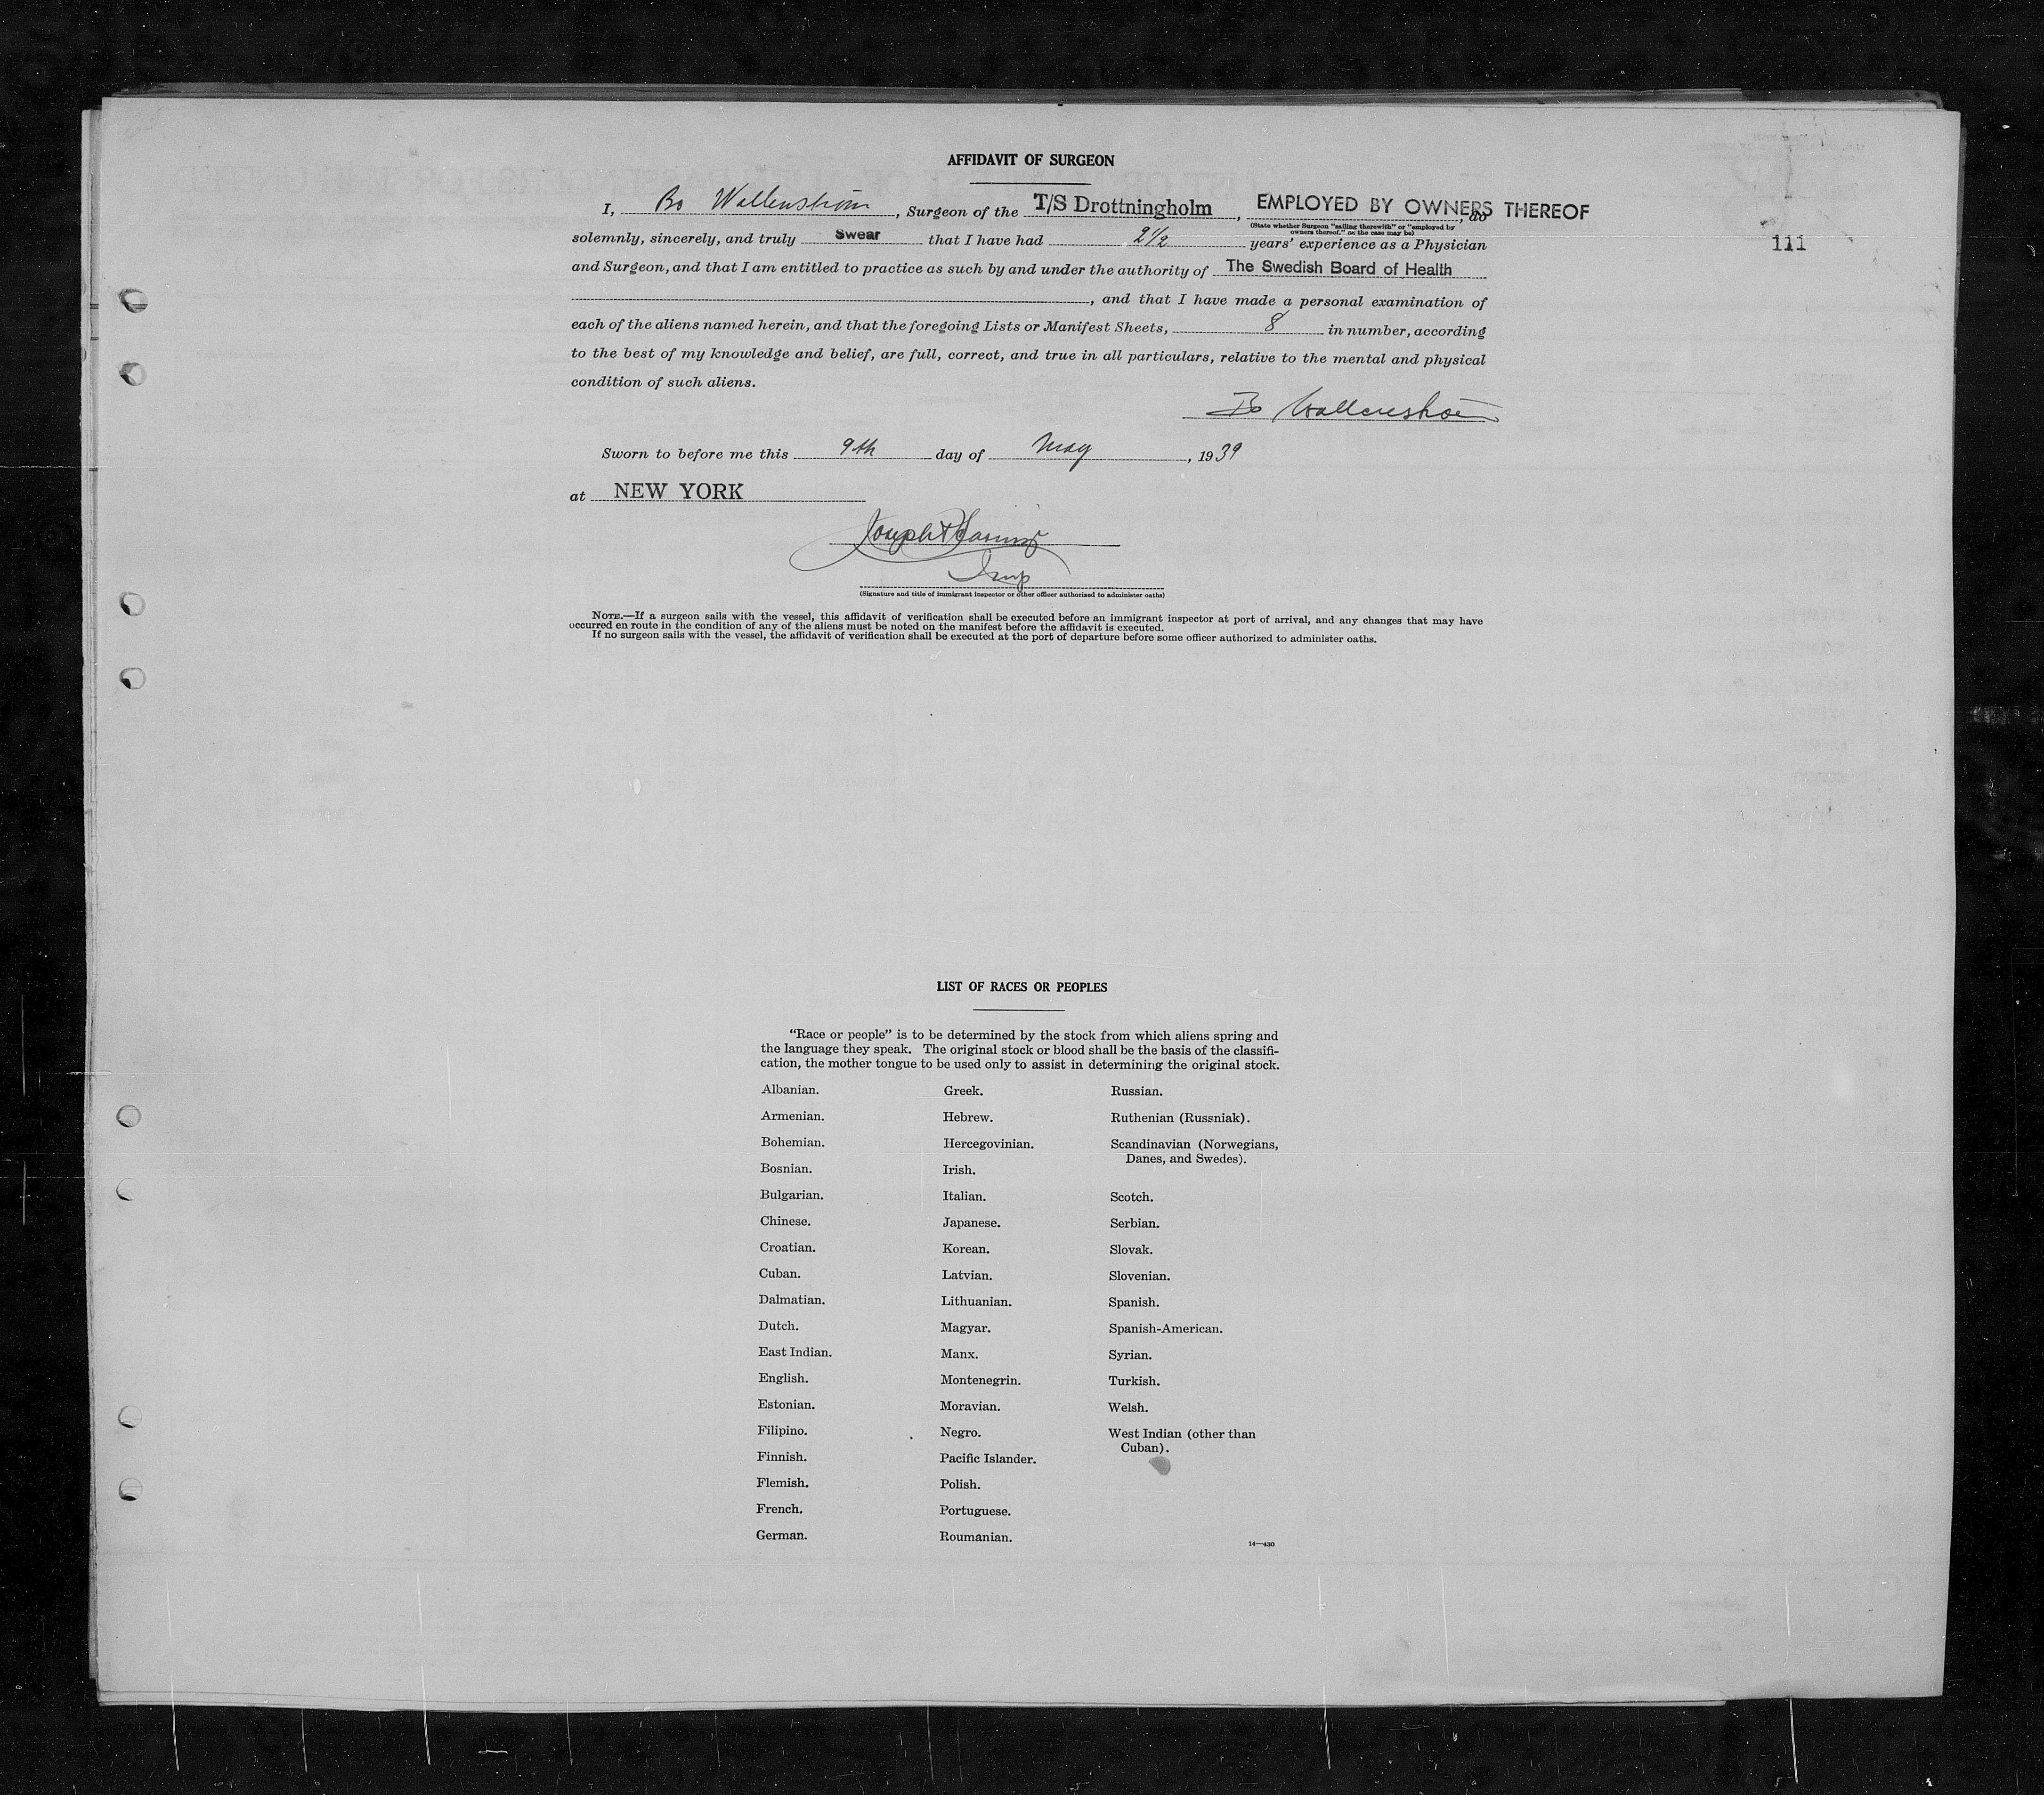 AFFIDAVIT OF SURGEON
I, Bo Wallenström, Surgeon of the T/S Drottningholm, EMPLOYED BY OWNERS THEREOF, do
(State whether Surgeon "sailing therewith" or "employed by
owners thereof," as the case may be)
111
solemnly, sincerely, and truly Swear that I have had 2½ years' experience as a Physician
and Surgeon, and that I am entitled to practice as such by and under the authority of The Swedish Board of Health
, and that I have made a personal examination of
each of the aliens named herein, and that the foregoing Lists or Manifest Sheets, 8 in number, according
to the best of my knowledge and belief, are full, correct, and true in all particulars, relative to the mental and physical
condition of such aliens.
Bo Wallenström
Sworn to before me this 9th day of May, 1939
at NEW YORK
Joseph
Insp
(Signature and title of immigrant inspector or other officer authorized to administer oaths)
NOTE.—If a surgeon sails with the vessel, this affidavit of verification shall be executed before an immigrant inspector at port of arrival, and any changes that may have
occurred en route in the condition of any of the aliens must be noted on the manifest before the affidavit is executed.
If no surgeon sails with the vessel, the affidavit of verification shall be executed at the port of departure before some officer authorized to administer oaths.
LIST OF RACES OR PEOPLES
"Race or people" is to be determined by the stock from which aliens spring and
the language they speak. The original stock or blood shall be the basis of the classifi-
cation, the mother tongue to be used only to assist in determining the original stock.
Albanian.
Armenian.
Bohemian.
Bosnian.
Bulgarian.
Chinese.
Croatian.
Cuban.
Dalmatian.
Dutch.
East Indian.
English.
Estonian.
Filipino.
Finnish.
Flemish.
French.
German.
Greek.
Hebrew.
Hercegovinian.
Irish.
Italian.
Japanese.
Korean.
Latvian.
Lithuanian.
Magyar.
Manx.
Montenegrin.
Moravian.
Negro.
Pacific Islander.
Polish.
Portuguese.
Roumanian.
Russian.
Ruthenian (Russniak).
Scandinavian (Norwegians,
Danes, and Swedes).
Scotch.
Serbian.
Slovak.
Slovenian.
Spanish.
Spanish-American.
Syrian.
Turkish.
Welsh.
West Indian (other than
Cuban).
14—430